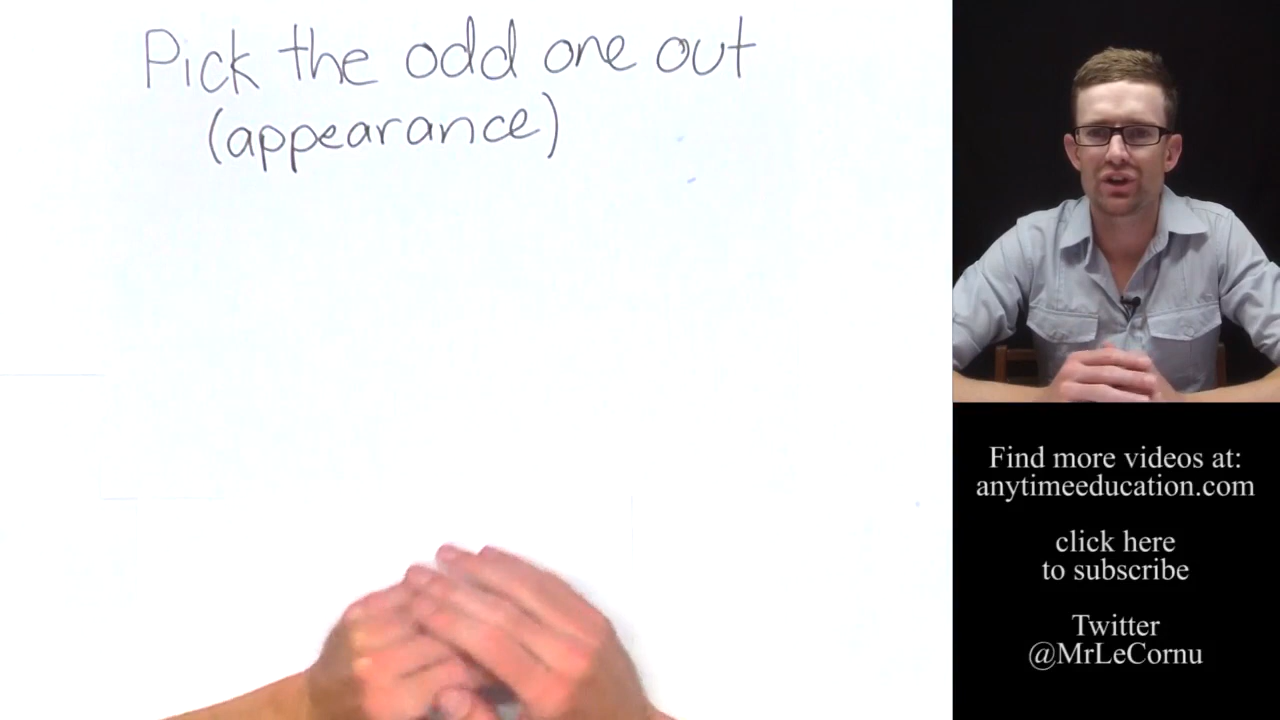 Pick the odd one out
(appearance)
Find more videos at:
anytimeeducation.com
click here
to subscribe
Twitter
@MrLeCornu